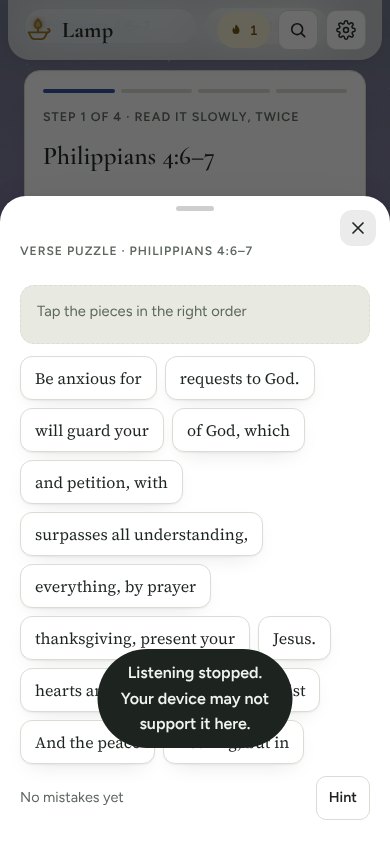 Lamp
1
STEP 1 OF 4 · READ IT SLOWLY, TWICE
Philippians 4:6–7
VERSE PUZZLE · PHILIPPIANS 4:6–7
Tap the pieces in the right order
Be anxious for
requests to God.
will guard your
of God, which
and petition, with
surpasses all understanding,
everything, by prayer
thanksgiving, present your
Jesus.
hearts
Listening stopped.
Your device may not
support it here.
And the
in
No mistakes yet
Hint